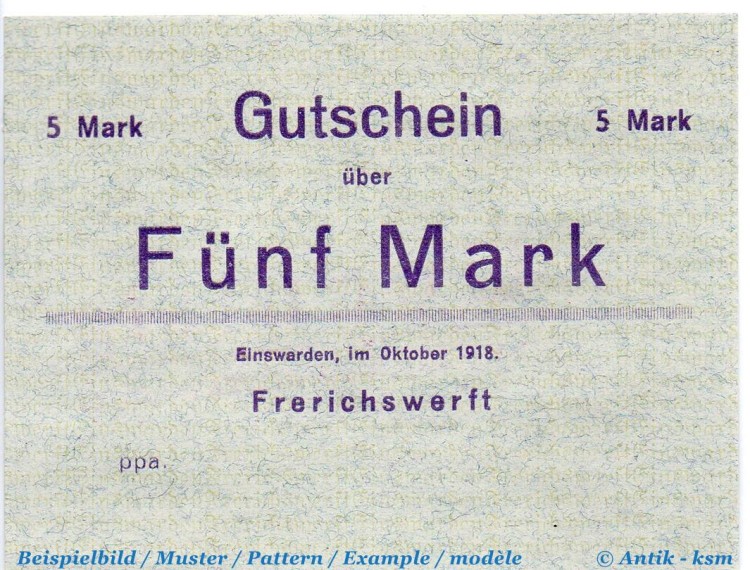 5 Mark Gutschein 5 Mark
über
Fünf Mark
Einswarden, im Oktober 1918.
Frerichswerft
ppa.
Beispielbild / Muster / Pattern / Example / modèle © Antik - ksm